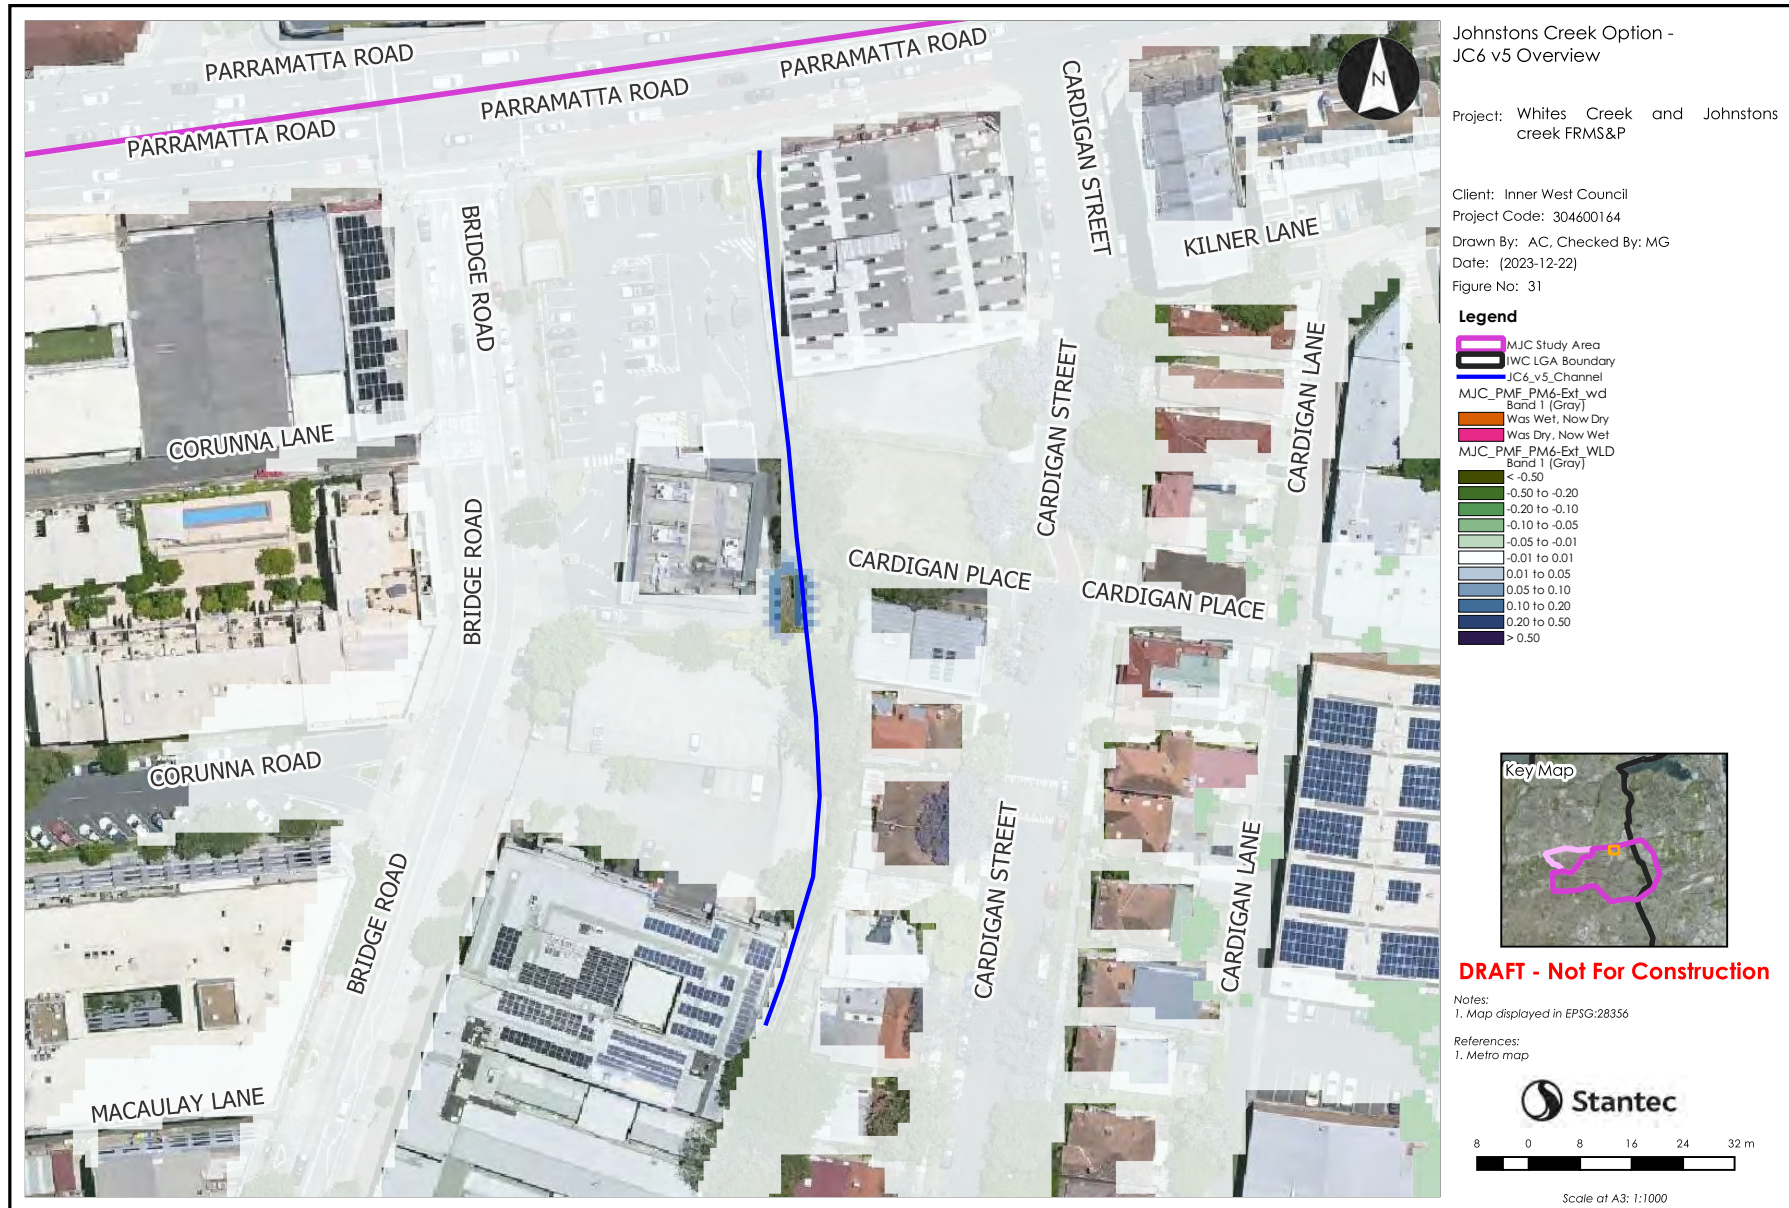 PARRAMATTA ROAD
PARRAMATTA ROAD
PARRAMATTA ROAD
PARRAMATTA ROAD
CARDIGAN STREET
BRIDGE ROAD
KILNER LANE
CARDIGAN STREET
CARDIGAN LANE
CORUNNA LANE
BRIDGE ROAD
CARDIGAN PLACE
CARDIGAN PLACE
CORUNNA ROAD
BRIDGE ROAD
CARDIGAN STREET
CARDIGAN LANE
MACAULAY LANE
N
Johnstons Creek Option -
JC6 v5 Overview
Project: Whites Creek and Johnstons
creek FRMS&P
Client: Inner West Council
Project Code: 304600164
Drawn By: AC, Checked By: MG
Date: (2023-12-22)
Figure No: 31
Legend
MJC Study Area
IWC LGA Boundary
JC6_v5_Channel
MJC_PMF_PM6-Ext_wd
Band 1 (Gray)
Was Wet, Now Dry
Was Dry, Now Wet
MJC_PMF_PM6-Ext_WLD
Band 1 (Gray)
< -0.50
-0.50 to -0.20
-0.20 to -0.10
-0.10 to -0.05
-0.05 to -0.01
-0.01 to 0.01
0.01 to 0.05
0.05 to 0.10
0.10 to 0.20
0.20 to 0.50
> 0.50
Key Map
DRAFT - Not For Construction
Notes:
1. Map displayed in EPSG:28356
References:
1. Metro map
Stantec
8 0 8 16 24 32 m
Scale at A3: 1:1000